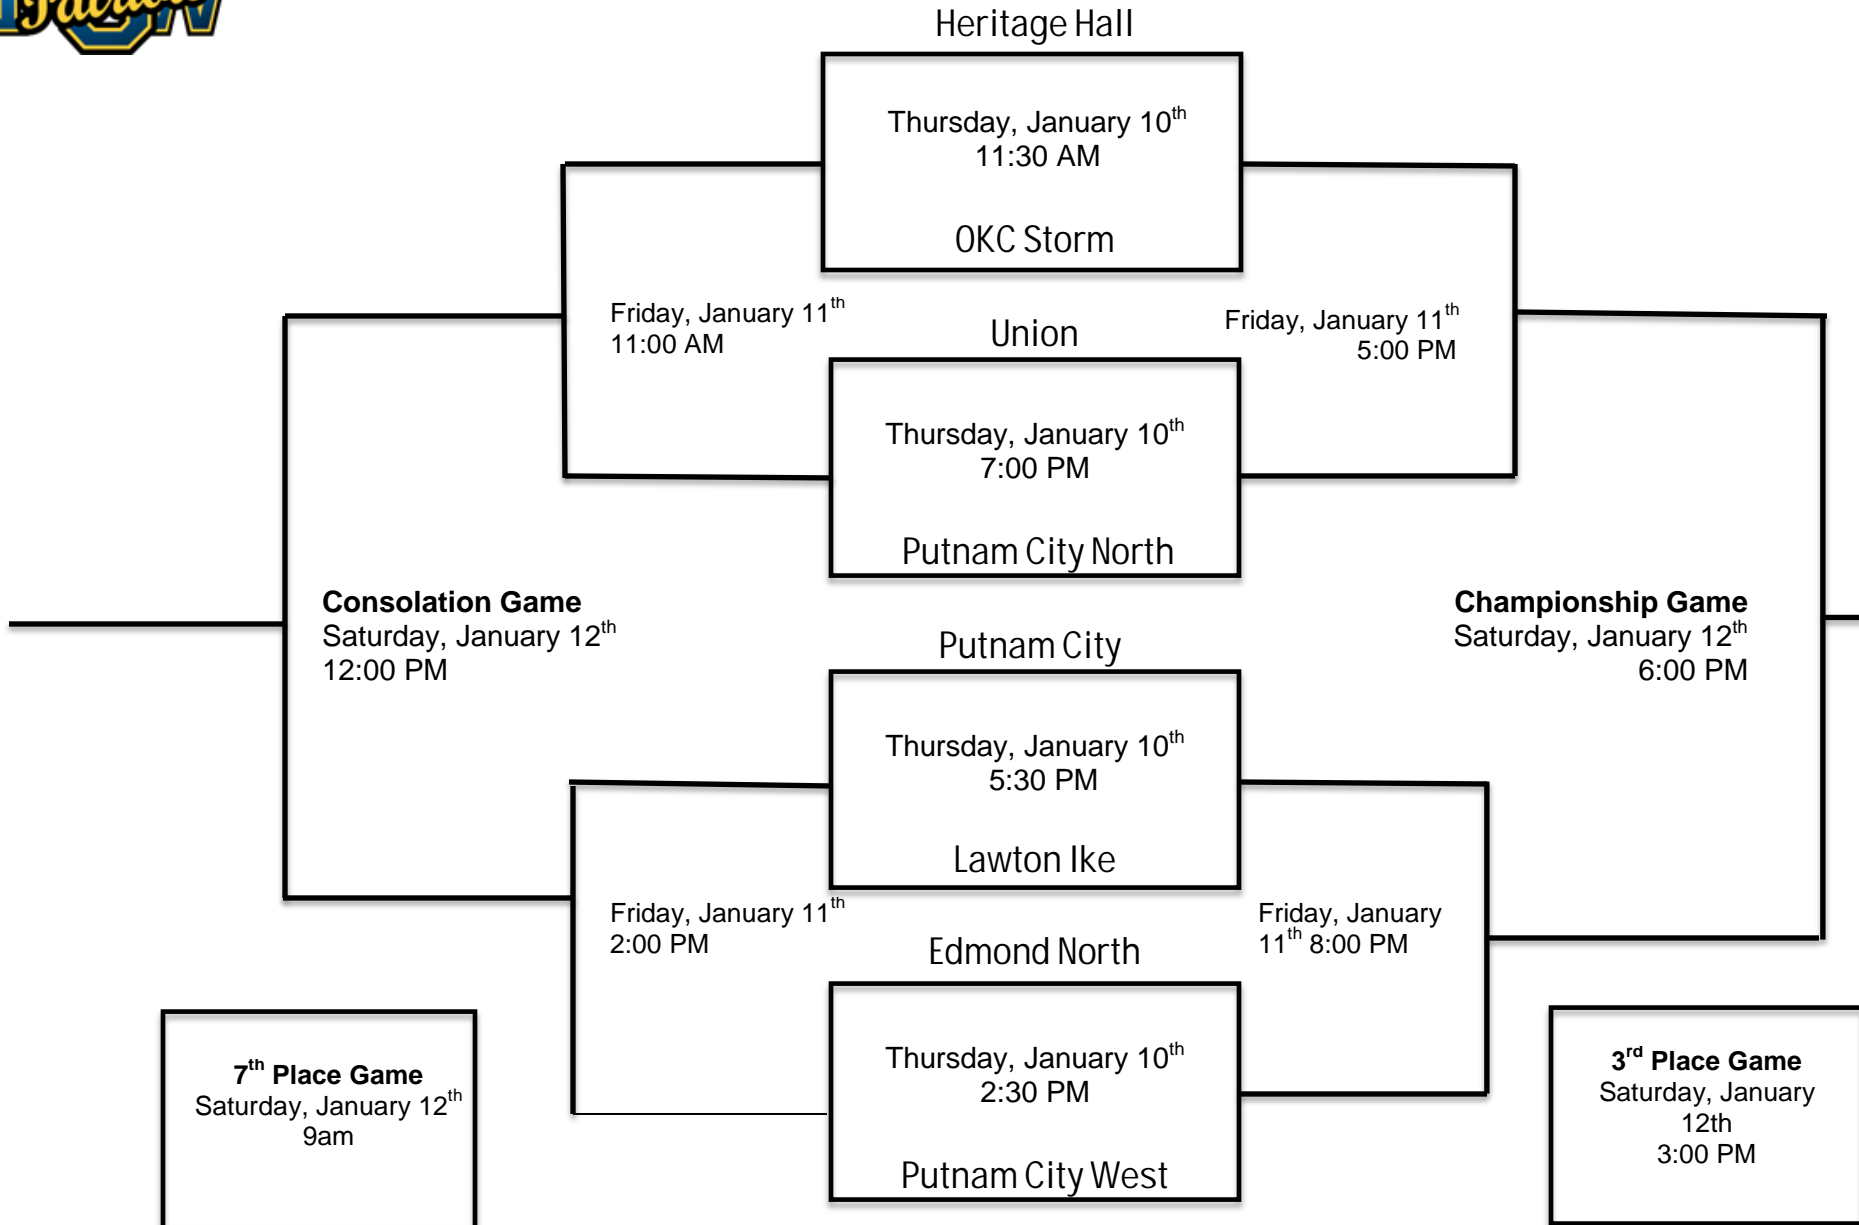 Patriots
Heritage Hall
Thursday, January 10th
11:30 AM
OKC Storm
Friday, January 11th
11:00 AM
Union
Friday, January 11th
5:00 PM
Thursday, January 10th
7:00 PM
Putnam City North
Consolation Game
Saturday, January 12th
12:00 PM
Championship Game
Saturday, January 12th
6:00 PM
Putnam City
Thursday, January 10th
5:30 PM
Lawton Ike
Friday, January 11th
2:00 PM
Friday, January
11th 8:00 PM
Edmond North
Thursday, January 10th
2:30 PM
Putnam City West
7th Place Game
Saturday, January 12th
9am
3rd Place Game
Saturday, January
12th
3:00 PM